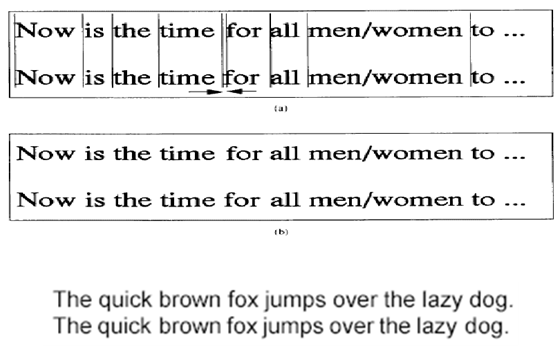 Now is the time for all men/women to ...
Now is the time for all men/women to ...
(a)
Now is the time for all men/women to ...
Now is the time for all men/women to ...
(b)
The quick brown fox jumps over the lazy dog.
The quick brown fox jumps over the lazy dog.